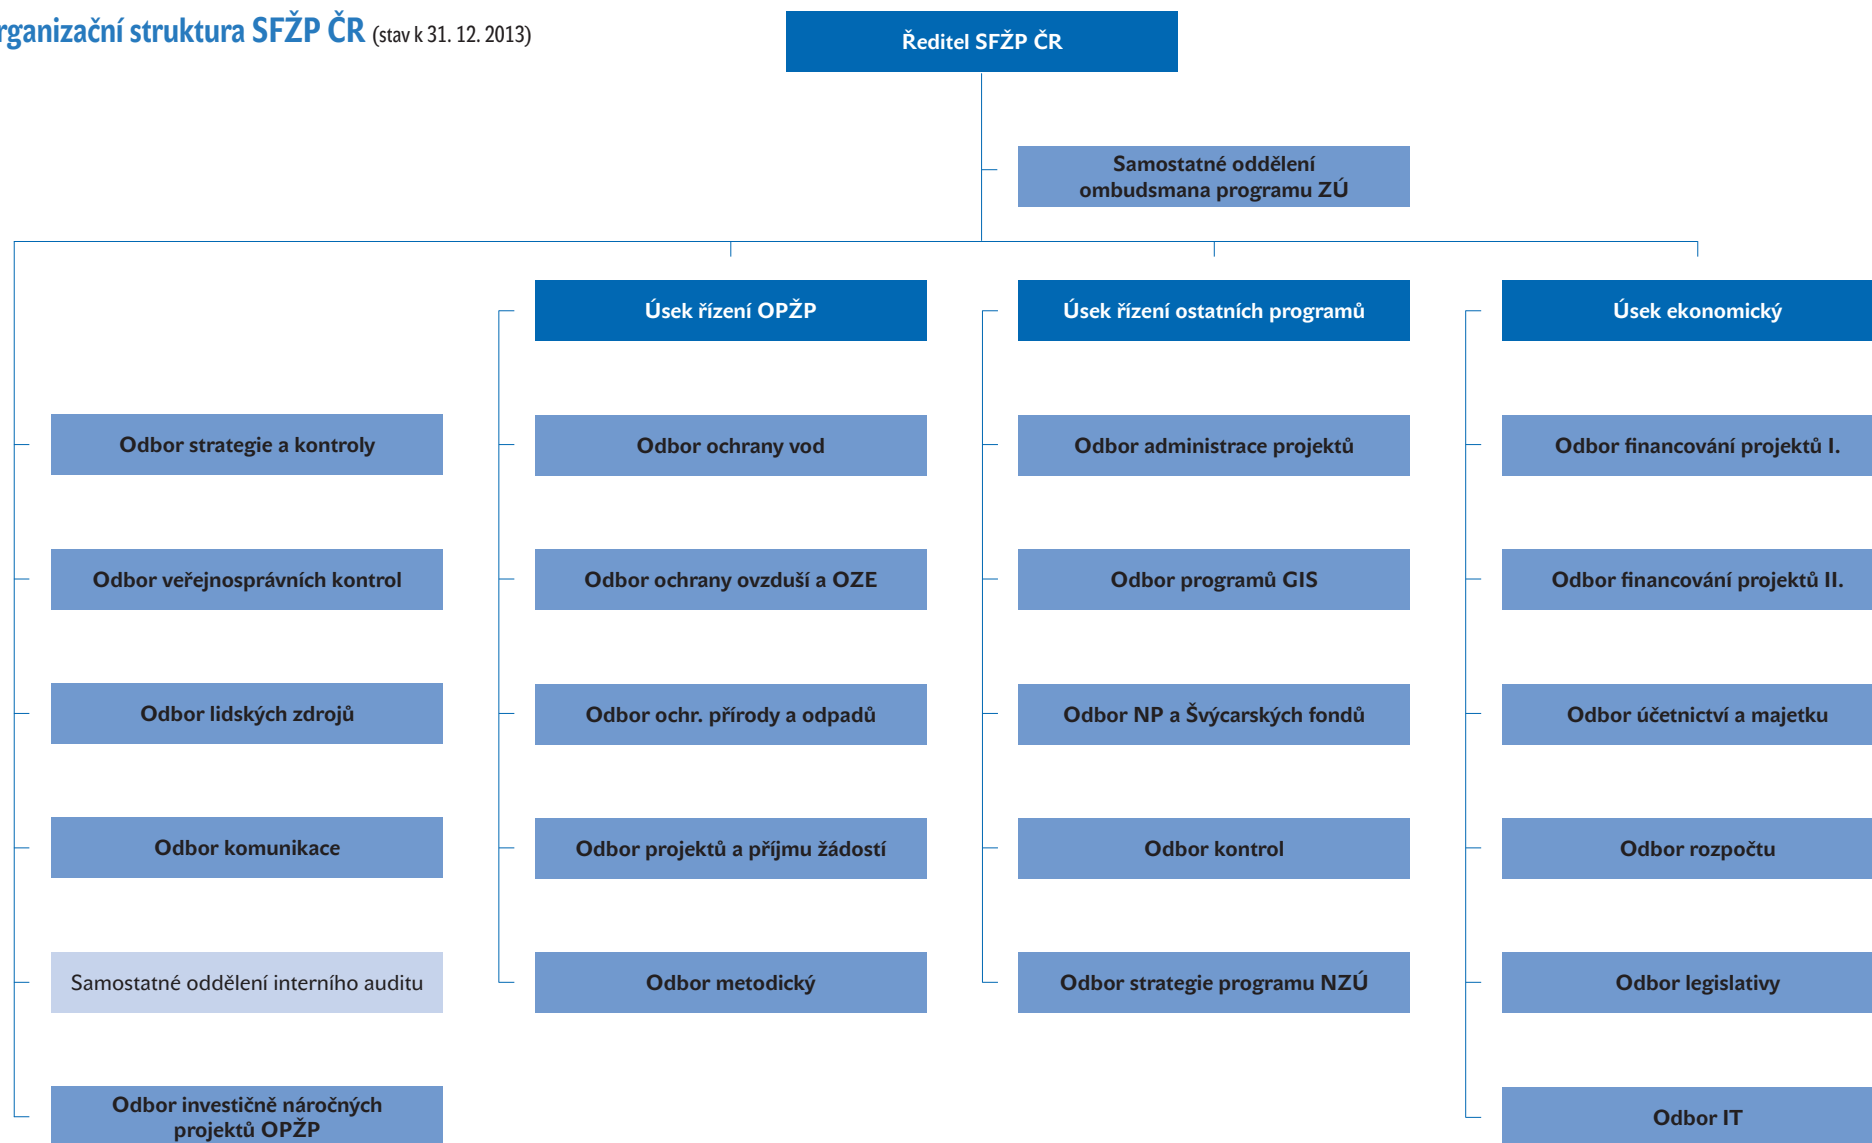 rganizační struktura SFŽP ČR (stav k 31. 12. 2013)
Ředitel SFŽP ČR
Samostatné oddělení
ombudsmana programu ZÚ
Úsek řízení OPŽP
Úsek řízení ostatních programů
Úsek ekonomický
Odbor strategie a kontroly
Odbor ochrany vod
Odbor administrace projektů
Odbor financování projektů I.
Odbor veřejnosprávních kontrol
Odbor ochrany ovzduší a OZE
Odbor programů GIS
Odbor financování projektů II.
Odbor lidských zdrojů
Odbor ochr. přírody a odpadů
Odbor NP a Švýcarských fondů
Odbor účetnictví a majetku
Odbor komunikace
Odbor projektů a příjmu žádostí
Odbor kontrol
Odbor rozpočtu
Samostatné oddělení interního auditu
Odbor metodický
Odbor strategie programu NZÚ
Odbor legislativy
Odbor investičně náročných
projektů OPŽP
Odbor IT